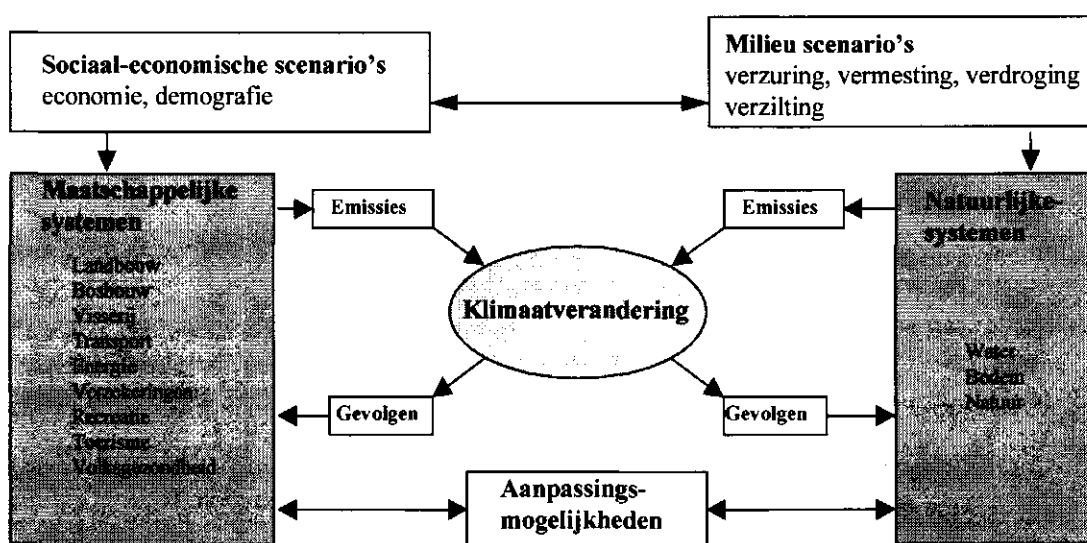 Sociaal-economische scenario's
economie, demografie
Milieu scenario's
verzuring, vermesting, verdroging
verzilting
Maatschappelijke
systemen
Landbouw
Bosbouw
Visserij
Transport
Energie
Verzekeringen
Recreatie
Toerisme
Volksgezondheid
Emissies
Emissies
Klimaatverandering
Gevolgen
Gevolgen
Natuurlijke-
systemen
Water
Bodem
Natuur
Aanpassings-
mogelijkheden